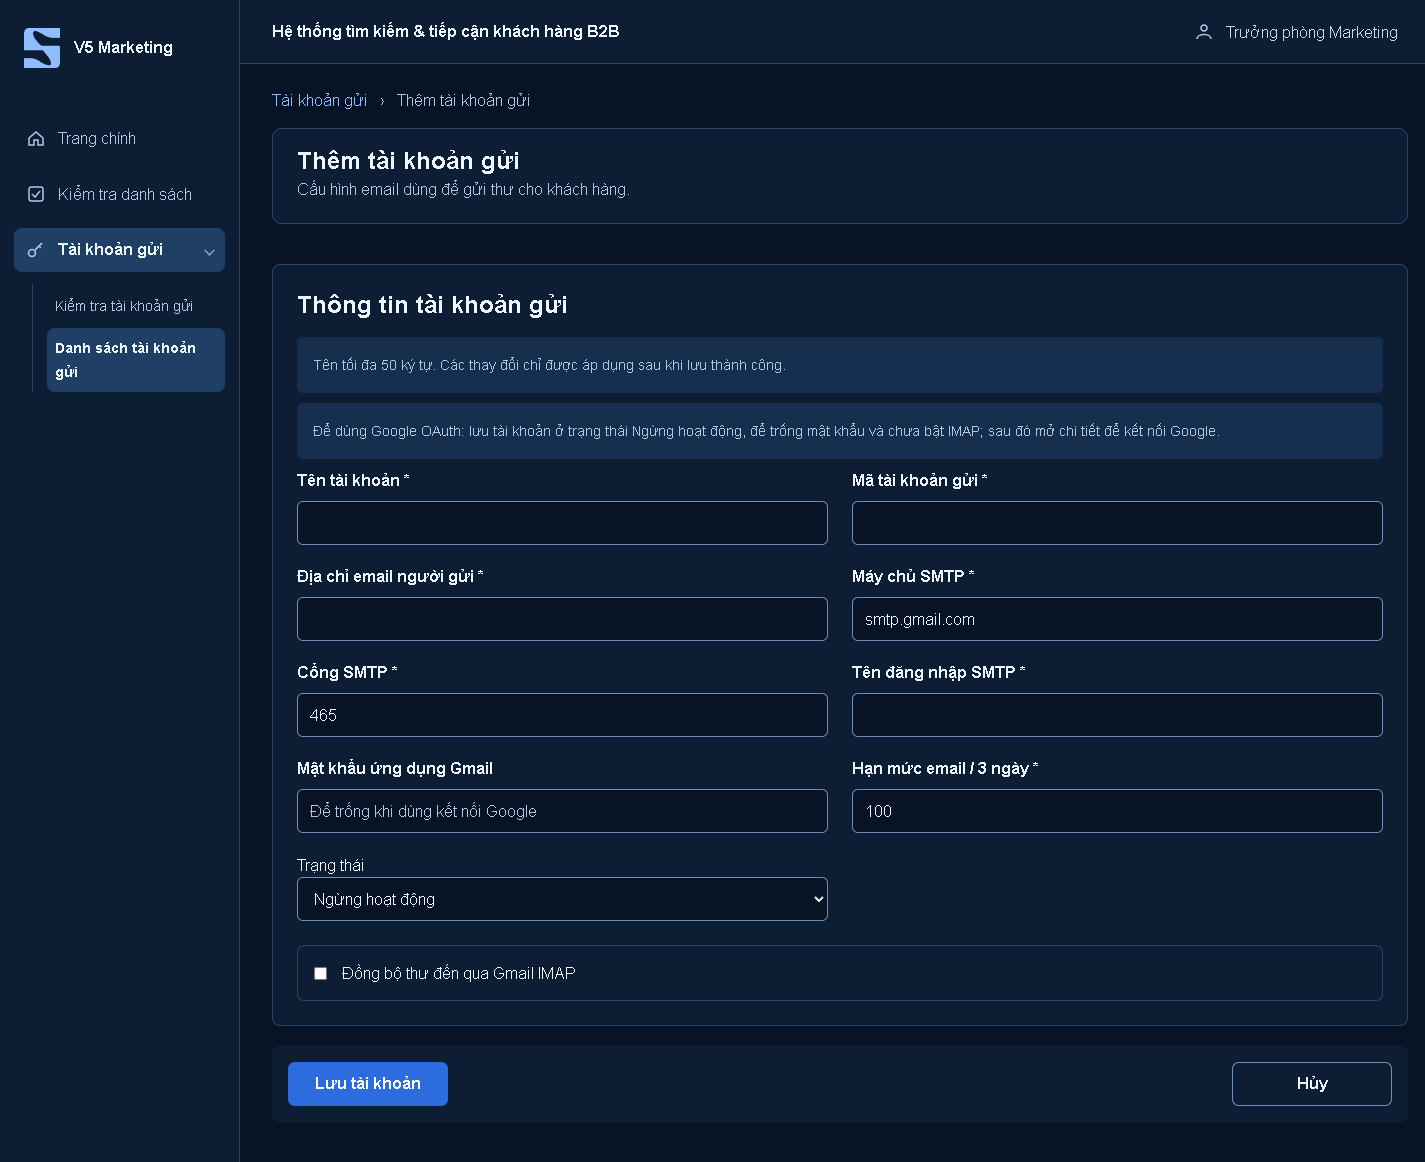 V5 Marketing
Hệ thống tìm kiếm & tiếp cận khách hàng B2B
Trưởng phòng Marketing
Trang chính
Kiểm tra danh sách
Tài khoản gửi
Kiểm tra tài khoản gửi
Danh sách tài khoản
gửi
Tài khoản gửi › Thêm tài khoản gửi
Thêm tài khoản gửi
Cấu hình email dùng để gửi thư cho khách hàng.
Thông tin tài khoản gửi
Tên tối đa 50 ký tự. Các thay đổi chỉ được áp dụng sau khi lưu thành công.
Để dùng Google OAuth: lưu tài khoản ở trạng thái Ngừng hoạt động, để trống mật khẩu và chưa bật IMAP; sau đó mở chi tiết để kết nối Google.
Tên tài khoản *
Mã tài khoản gửi *
Địa chỉ email người gửi *
Máy chủ SMTP *
smtp.gmail.com
Cổng SMTP *
465
Tên đăng nhập SMTP *
Mật khẩu ứng dụng Gmail
Để trống khi dùng kết nối Google
Hạn mức email / 3 ngày *
100
Trạng thái
Ngừng hoạt động
Đồng bộ thư đến qua Gmail IMAP
Lưu tài khoản
Hủy